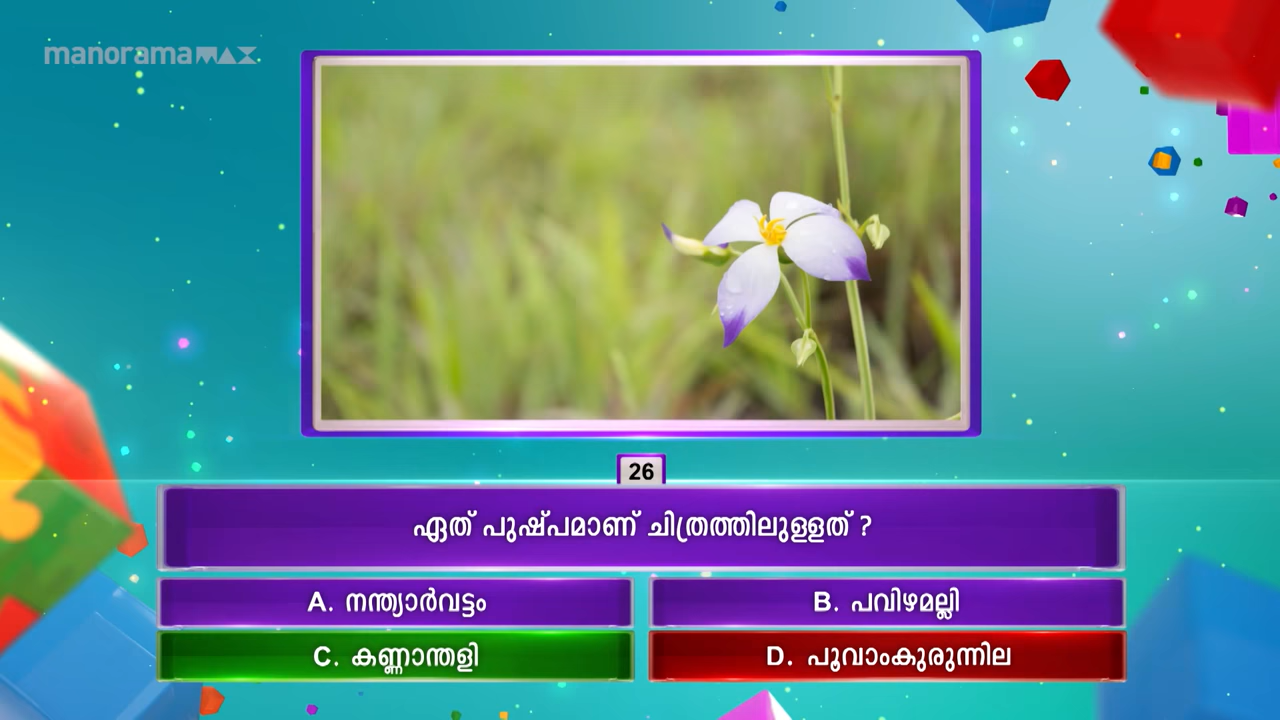 manoramaMAX
26
ഏത് പുഷ്പമാണ് ചിത്രത്തിലുള്ളത് ?
A. നന്ത്യാർവട്ടം
B. പവിഴമല്ലി
C. കണ്ണാന്തളി
D. പൂവാംകുരുന്നില